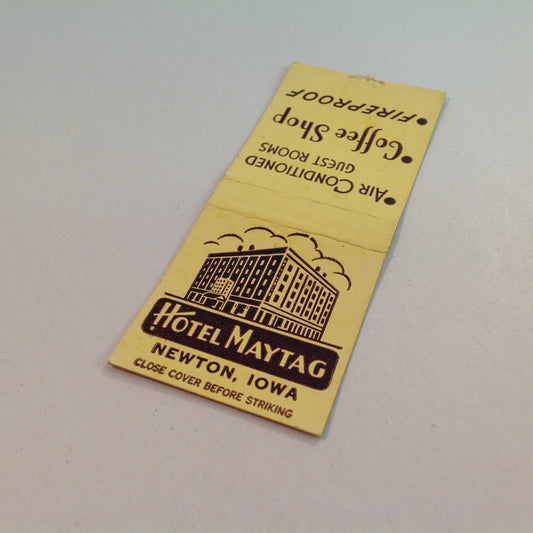 • AIR CONDITIONED
GUEST ROOMS
• Coffee Shop
• FIREPROOF
HOTEL MAYTAG
NEWTON, IOWA
CLOSE COVER BEFORE STRIKING